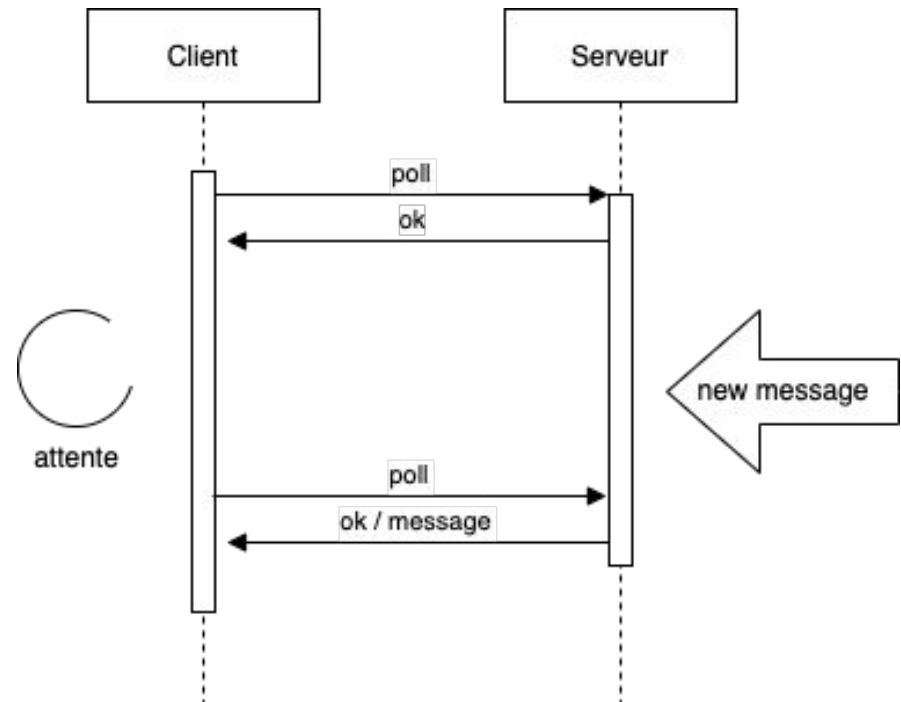 Client
Serveur
poll
ok
new message
attente
poll
ok / message